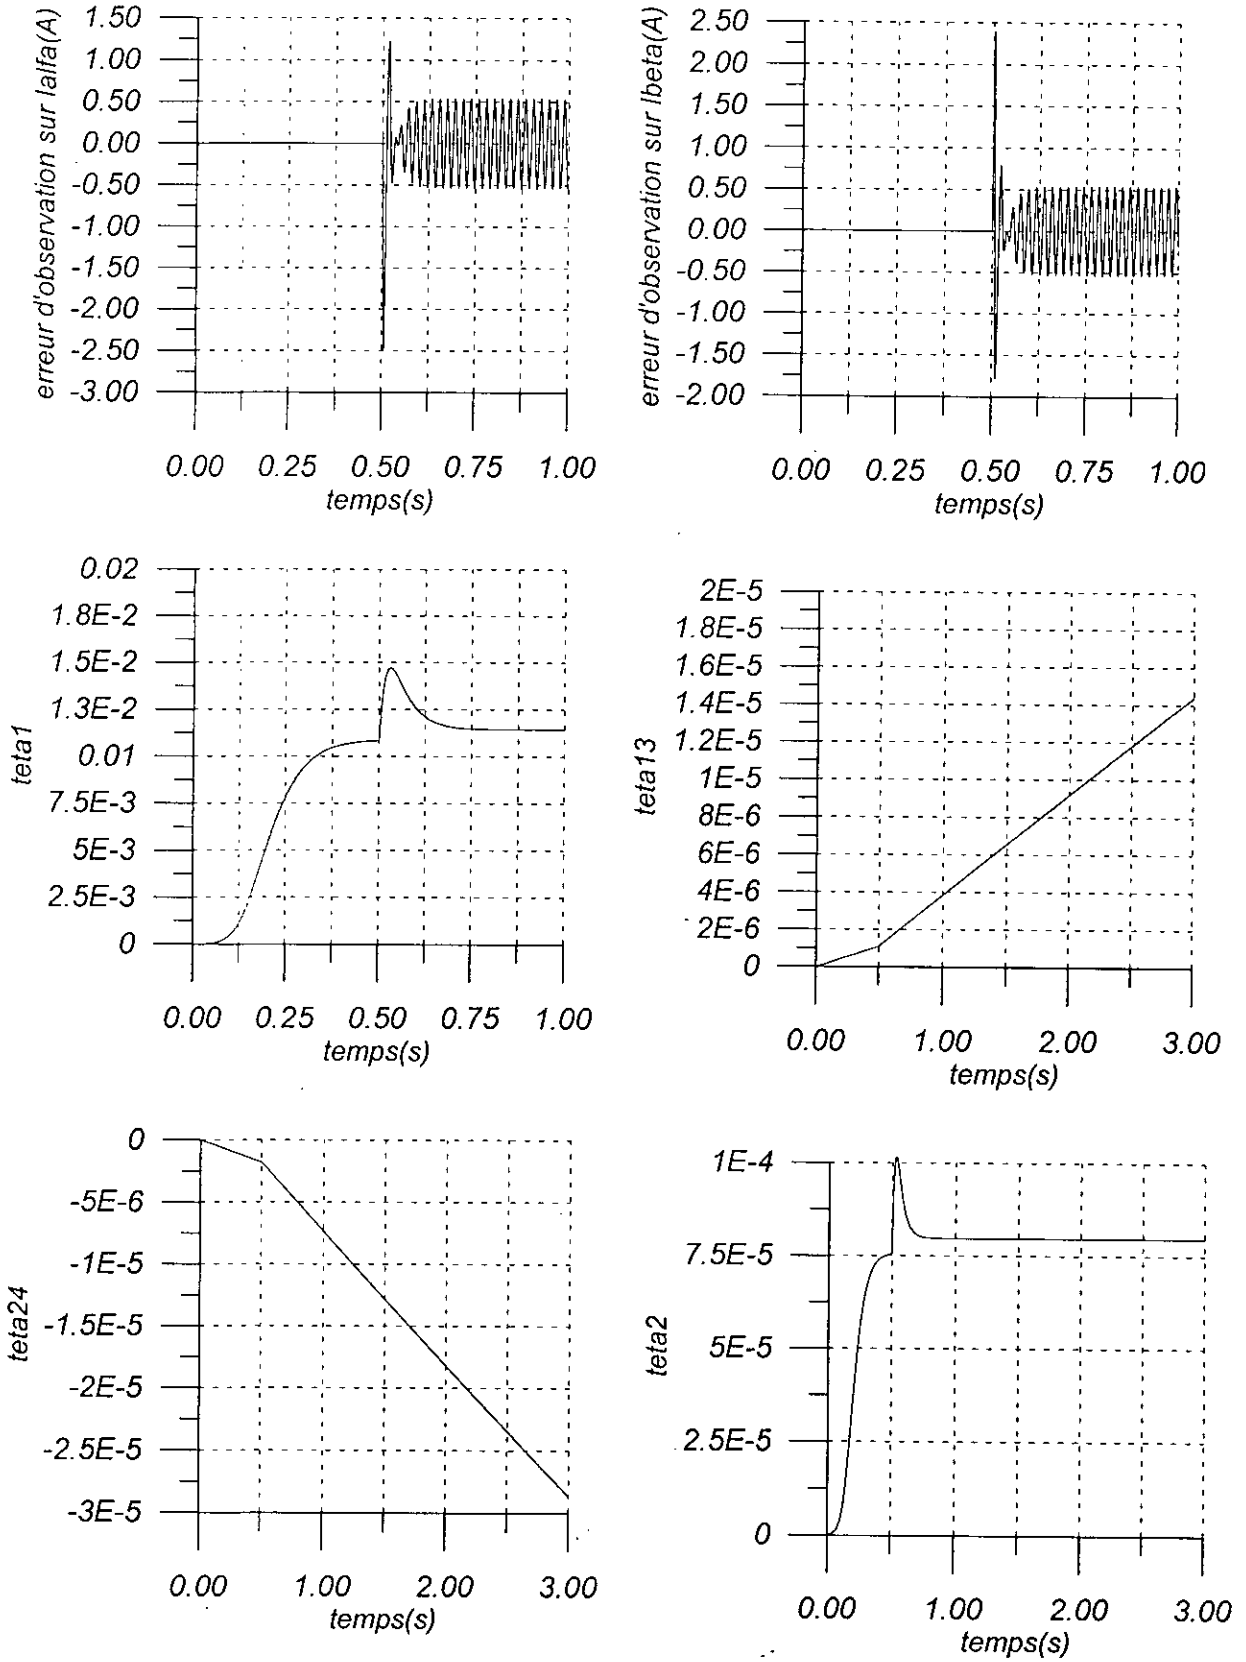 erreur d'observation sur Ialfa(A)
1.50
1.00
0.50
0.00
-0.50
-1.00
-1.50
-2.00
-2.50
-3.00
0.00 0.25 0.50 0.75 1.00
temps(s)
erreur d'observation sur Ibeta(A)
2.50
2.00
1.50
1.00
0.50
0.00
-0.50
-1.00
-1.50
-2.00
0.00 0.25 0.50 0.75 1.00
temps(s)
teta1
0.02
1.8E-2
1.5E-2
1.3E-2
0.01
7.5E-3
5E-3
2.5E-3
0
0.00 0.25 0.50 0.75 1.00
temps(s)
teta13
2E-5
1.8E-5
1.6E-5
1.4E-5
1.2E-5
1E-5
8E-6
6E-6
4E-6
2E-6
0
0.00 1.00 2.00 3.00
temps(s)
teta24
0
-5E-6
-1E-5
-1.5E-5
-2E-5
-2.5E-5
-3E-5
0.00 1.00 2.00 3.00
temps(s)
teta2
1E-4
7.5E-5
5E-5
2.5E-5
0
0.00 1.00 2.00 3.00
temps(s)